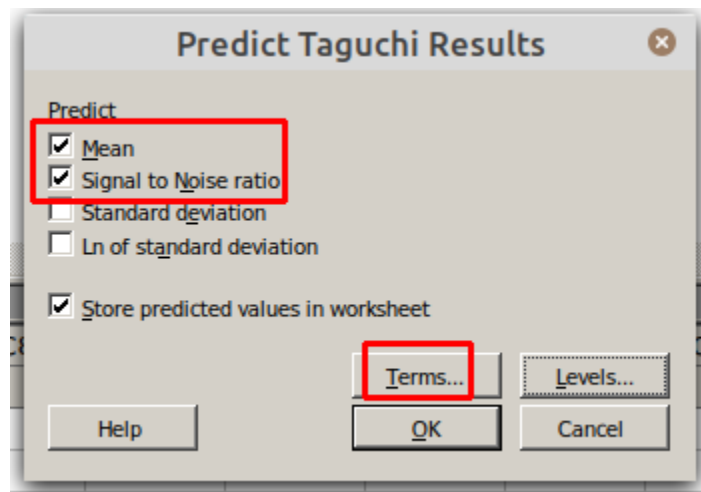 Predict Taguchi Results
Predict
Mean
Signal to Noise ratio
Standard deviation
Ln of standard deviation
Store predicted values in worksheet
Terms...
Levels...
Help
OK
Cancel